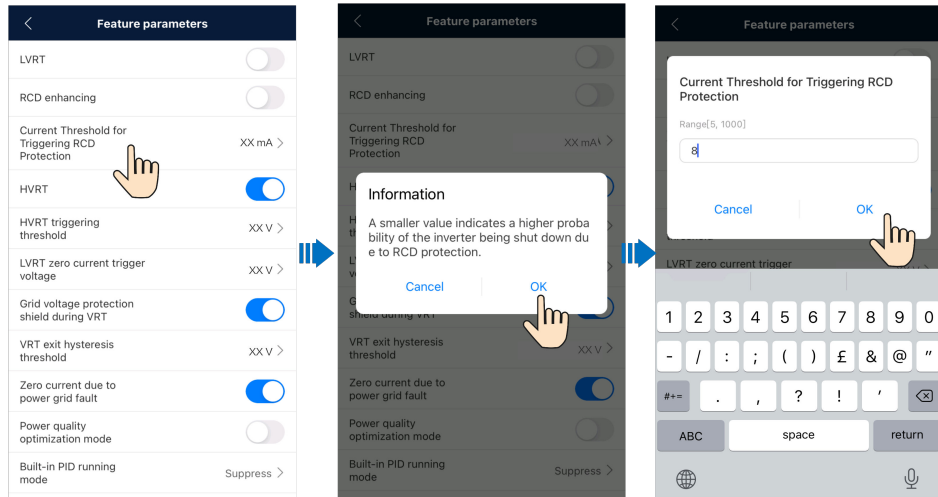 Feature parameters
LVRT
RCD enhancing
Current Threshold for
Triggering RCD
Protection
XX mA
HVRT
HVRT triggering
threshold
XX V
LVRT zero current trigger
voltage
XX V
Grid voltage protection
shield during VRT
VRT exit hysteresis
threshold
XX V
Zero current due to
power grid fault
Power quality
optimization mode
Built-in PID running
mode
Suppress
Feature parameters
LVRT
RCD enhancing
Current Threshold for
Triggering RCD
Protection
XX mA
Information
A smaller value indicates a higher proba
bility of the inverter being shut down du
e to RCD protection.
Cancel
OK
shield during VRT
VRT exit hysteresis
threshold
XX V
Zero current due to
power grid fault
Power quality
optimization mode
Built-in PID running
mode
Suppress
Feature parameters
Current Threshold for Triggering RCD
Protection
Range[5, 1000]
8
Cancel
OK
LVRT zero current trigger
1 2 3 4 5 6 7 8 9 0
- / : ; ( ) £ & @ "
#+= . , ? ! '
ABC space return